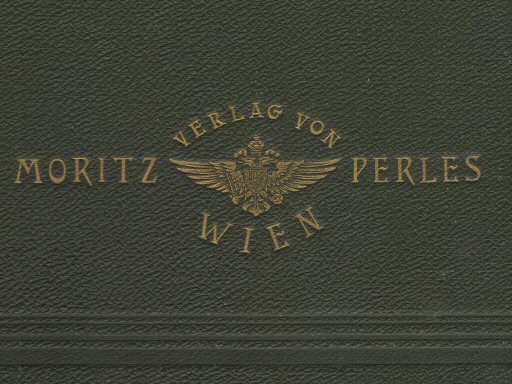 VERLAG VON
MORITZ PERLES
WIEN